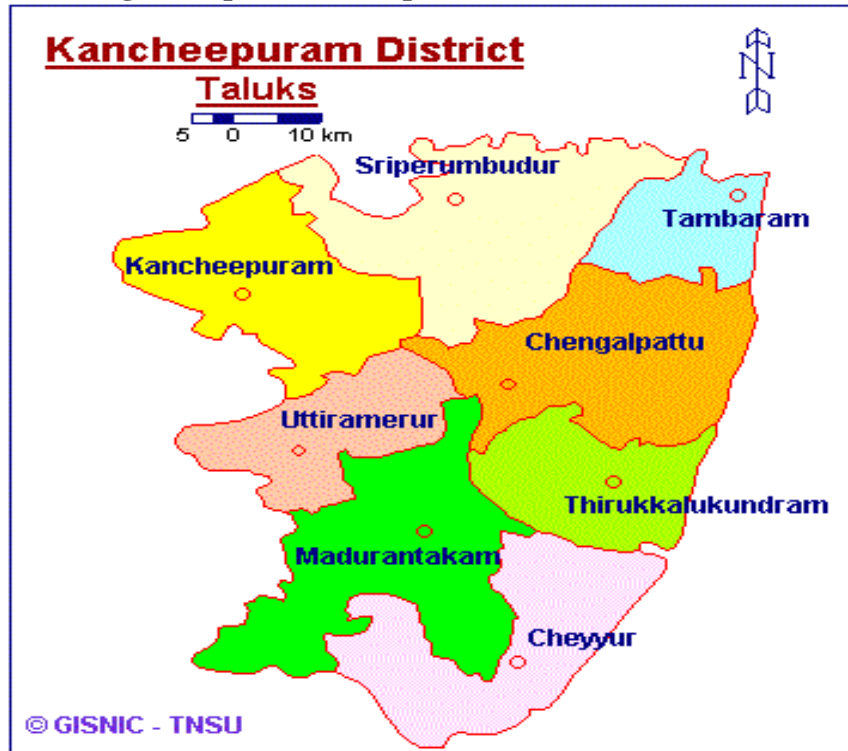 Kancheepuram District
Taluks
5 0 10 km
N
Sriperumbudur
Tambaram
Kancheepuram
Chengalpattu
Uttiramerur
Thirukkalukundram
Madurantakam
Cheyyur
© GISNIC - TNSU